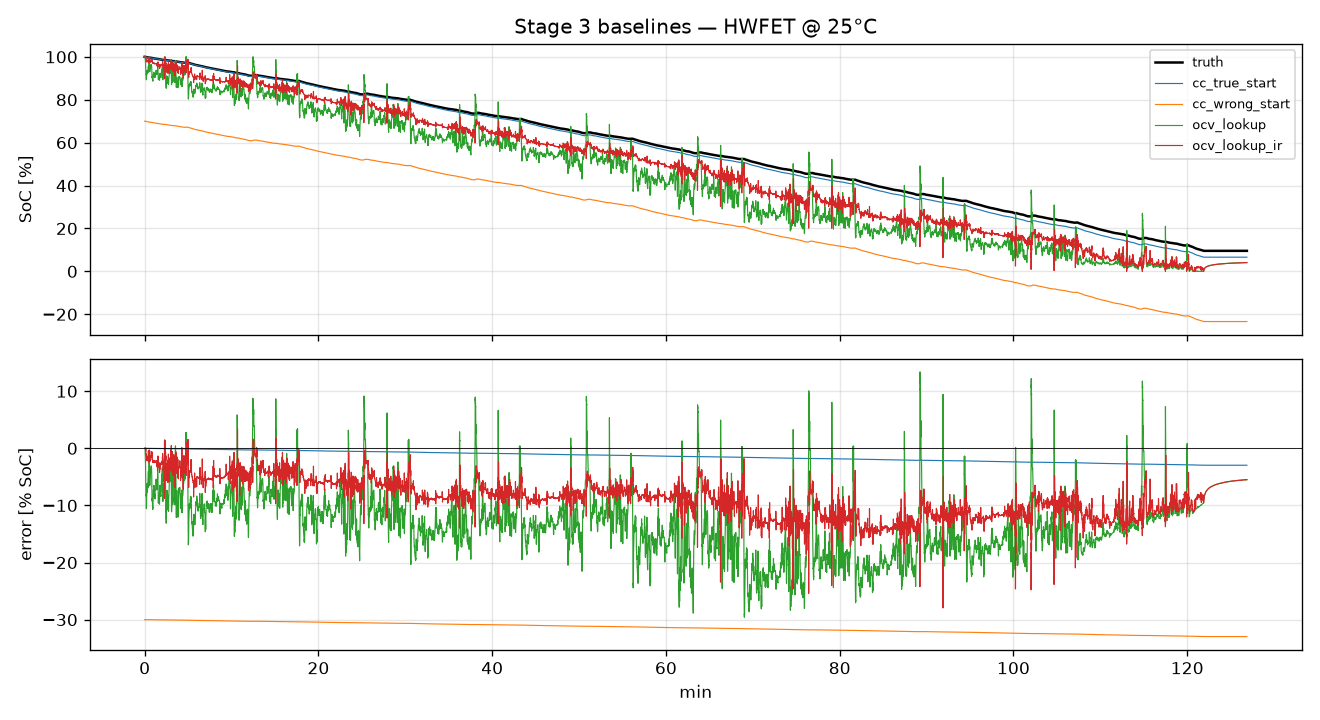 Stage 3 baselines — HWFET @ 25°C
SoC [%]
100
80
60
40
20
0
−20
truth
cc_true_start
cc_wrong_start
ocv_lookup
ocv_lookup_ir
error [% SoC]
10
0
−10
−20
−30
0
20
40
60
80
100
120
min